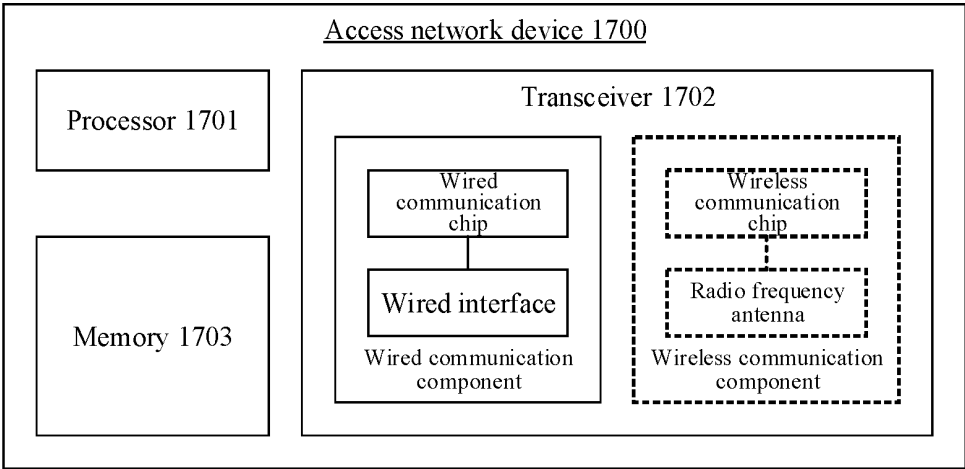 Access network device 1700
Processor 1701
Memory 1703
Transceiver 1702
Wired
communication
chip
Wired interface
Wired communication
component
Wireless
communication
chip
Radio frequency
antenna
Wireless communication
component